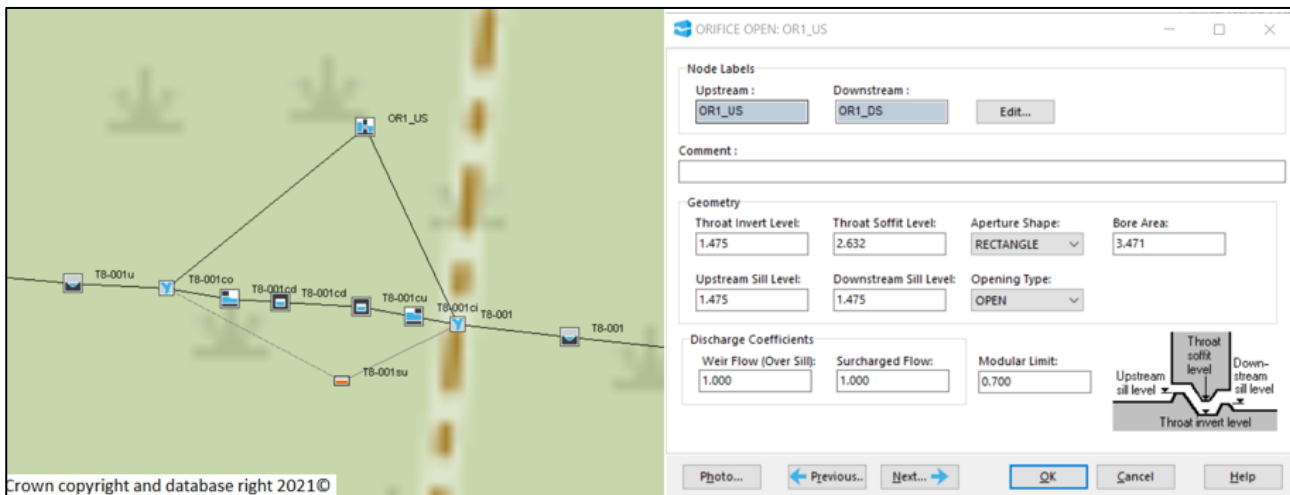 OR1_US
T8-001u
T8-001co
T8-001cd
T8-001cd
T8-001cu
T8-001ci
T8-001
T8-001
T8-001su
Crown copyright and database right 2021©
ORIFICE OPEN: OR1_US
Node Labels
Upstream : Downstream :
OR1_US OR1_DS Edit...
Comment :
Geometry
Throat Invert Level: Throat Soffit Level: Aperture Shape: Bore Area:
1.475 2.632 RECTANGLE 3.471
Upstream Sill Level: Downstream Sill Level: Opening Type:
1.475 1.475 OPEN
Discharge Coefficients
Weir Flow (Over Sill): Surcharged Flow: Modular Limit:
1.000 1.000 0.700
Throat
soffit
level
Upstream
sill level
Down-
stream
sill level
Throat invert level
Photo... Previous.. Next... OK Cancel Help